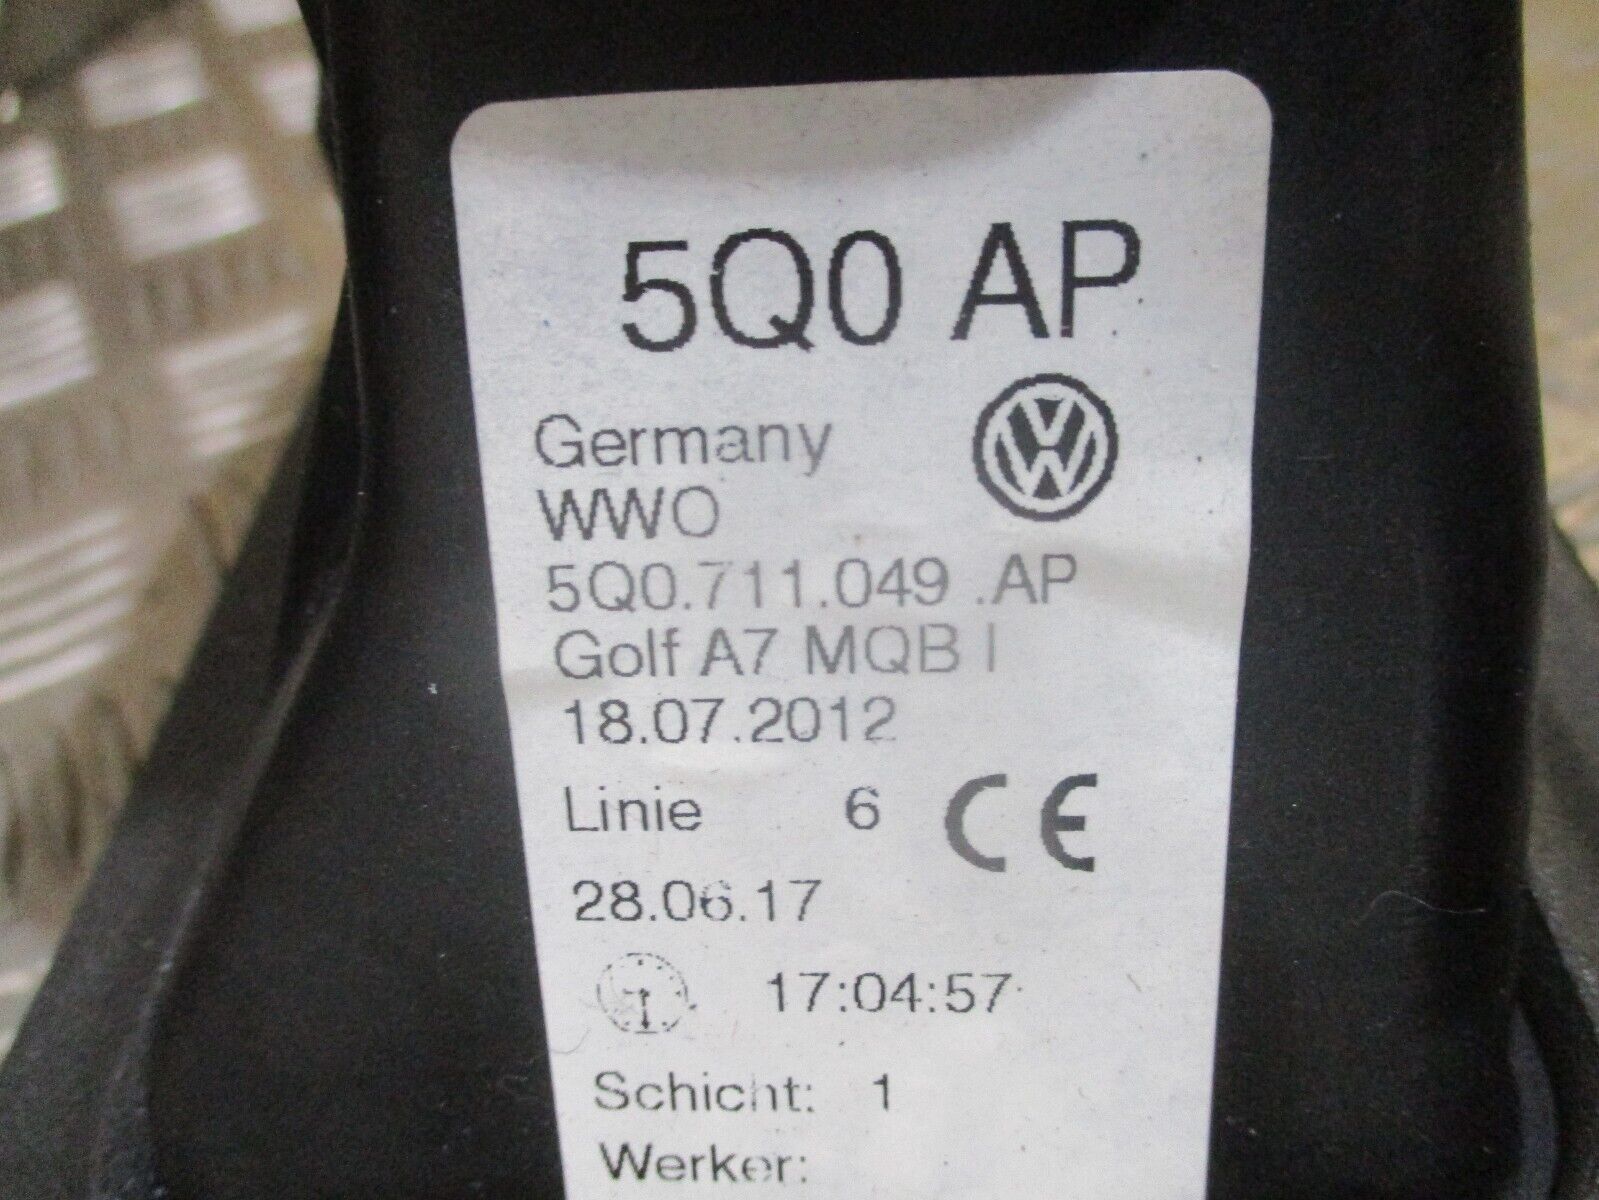 5Q0 AP
Germany
WWO
5Q0.711.049 .AP
Golf A7 MQB I
18.07.2012
Linie 6 CE
28.06.17
17:04:57
Schicht: 1
Werker: